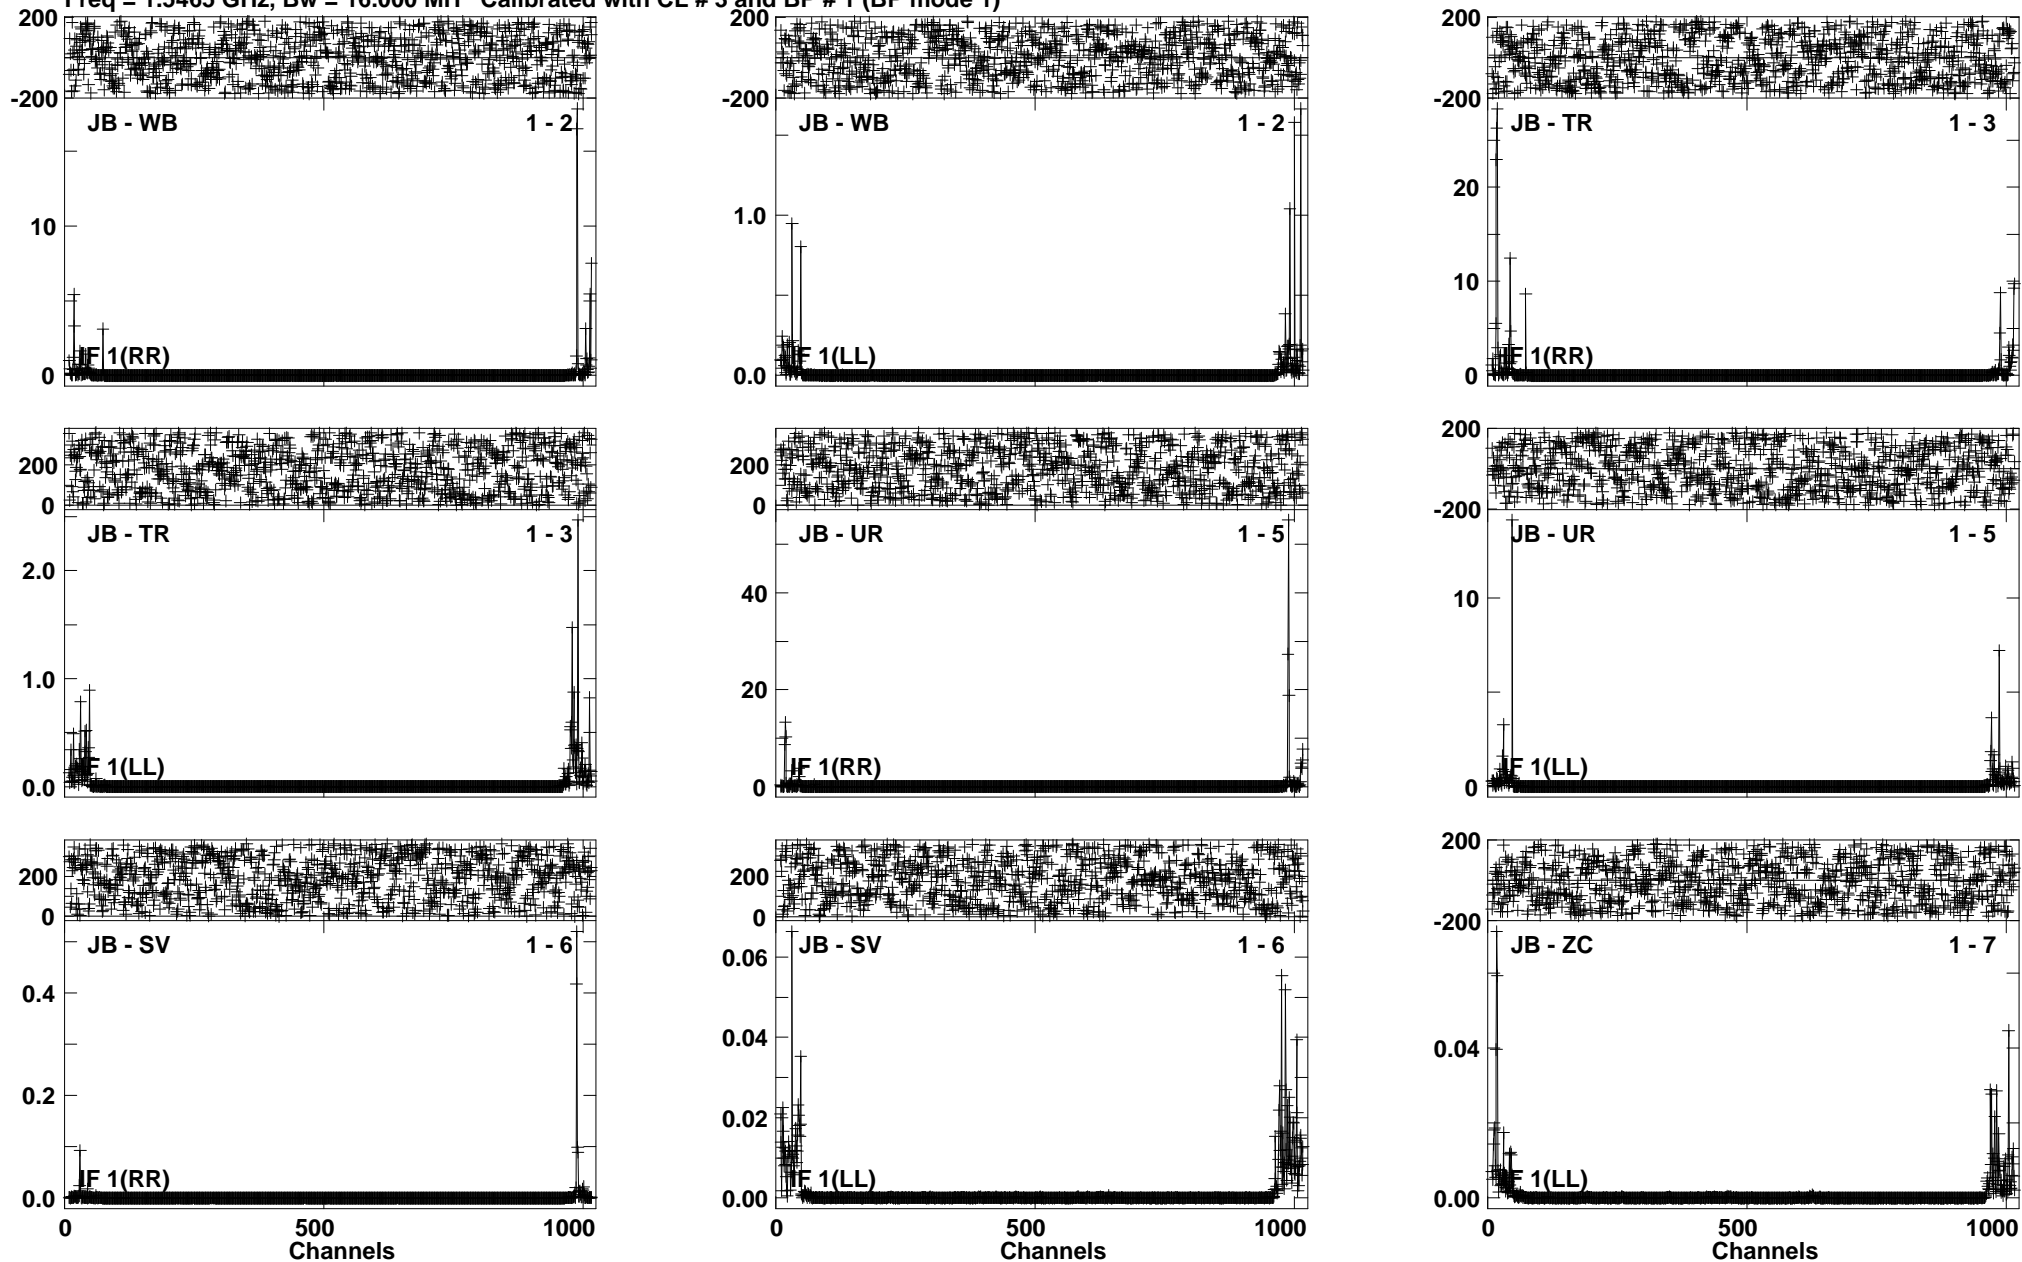 Calibrated with CL # 3 and BP # 1 (BP mode 1)
200 200 200
-200 -200 -200
JB - WB 1 - 2 JB - WB 1 - 2 JB - TR 1 - 3
20
10 1.0 10
IF 1(RR) IF 1(LL) IF 1(RR)
0 0.0 0
200
200 200
0 0 -200
JB - TR 1 - 3 JB - UR 1 - 5 JB - UR 1 - 5
2.0 40 10
1.0 20
IF 1(LL) IF 1(RR) IF 1(LL)
0.0 0 0
200
200 200
0 0 -200
JB - SV 1 - 6 JB - SV 1 - 6 JB - ZC 1 - 7
0.06
0.4 0.04 0.04
0.2 0.02
IF 1(RR) IF 1(LL) IF 1(LL)
0.0 0.00 0.00
0 500 1000 0 500 1000 0 500 1000
Channels Channels Channels